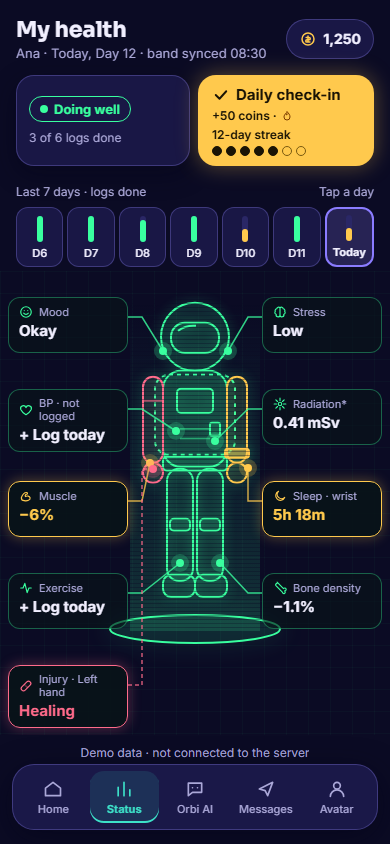 My health
Ana · Today, Day 12 · band synced 08:30
1,250
Doing well
3 of 6 logs done
Daily check-in
+50 coins ·
12-day streak
Last 7 days · logs done
Tap a day
D6
D7
D8
D9
D10
D11
Today
Mood
Okay
Stress
Low
BP · not
logged
+ Log today
Radiation*
0.41 mSv
Muscle
−6%
Sleep · wrist
5h 18m
Exercise
+ Log today
Bone density
−1.1%
Injury · Left
hand
Healing
Demo data · not connected to the server
Home
Status
Orbi AI
Messages
Avatar